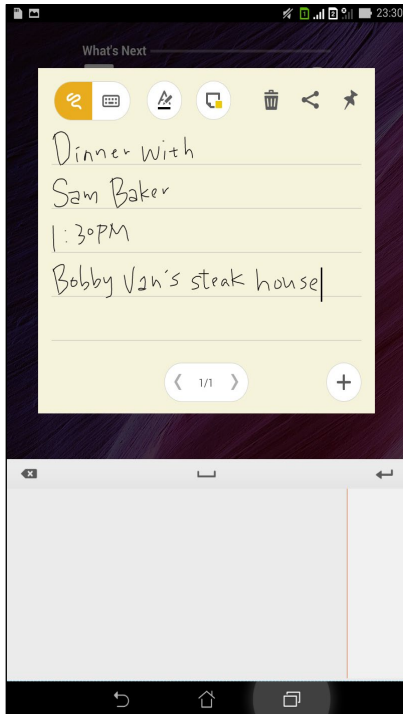 23:30
What's Next
Dinner with
Sam Baker
1:30PM
Bobby Van's steak house
1/1